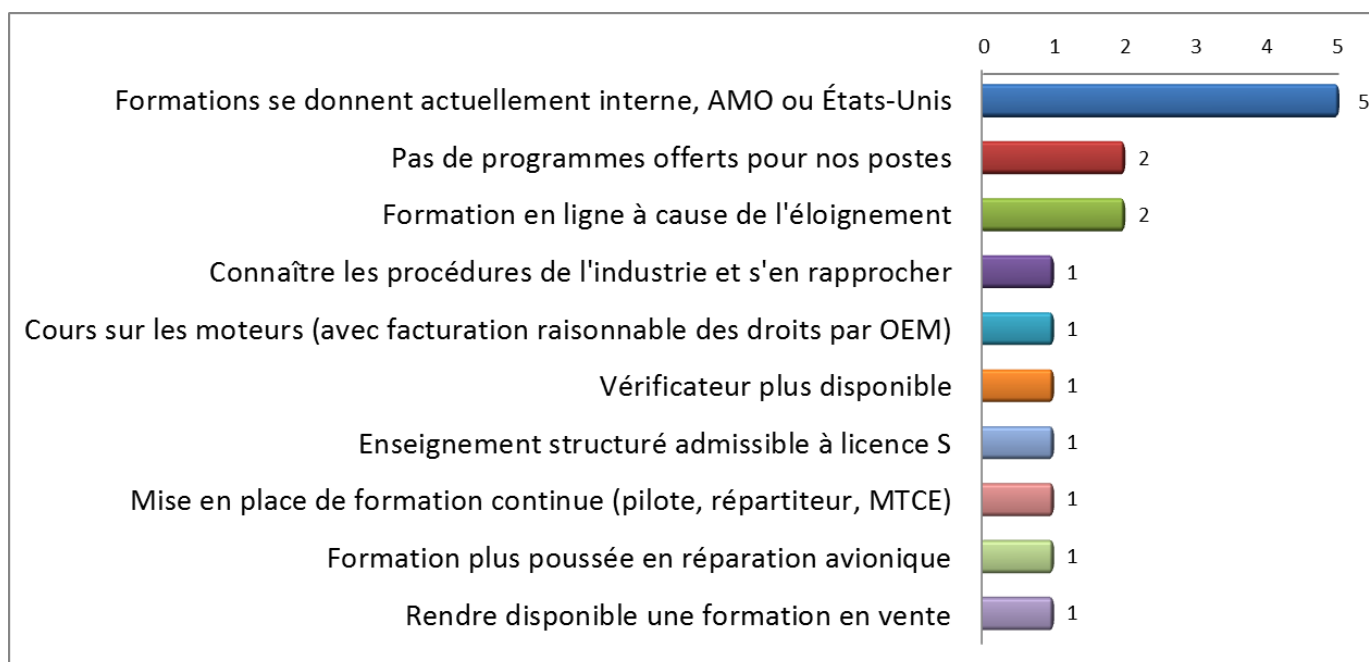 0 1 2 3 4 5
Formations se donnent actuellement interne, AMO ou États-Unis 5
Pas de programmes offerts pour nos postes 2
Formation en ligne à cause de l'éloignement 2
Connaître les procédures de l'industrie et s'en rapprocher 1
Cours sur les moteurs (avec facturation raisonnable des droits par OEM) 1
Vérificateur plus disponible 1
Enseignement structuré admissible à licence S 1
Mise en place de formation continue (pilote, répartiteur, MTCE) 1
Formation plus poussée en réparation avionique 1
Rendre disponible une formation en vente 1